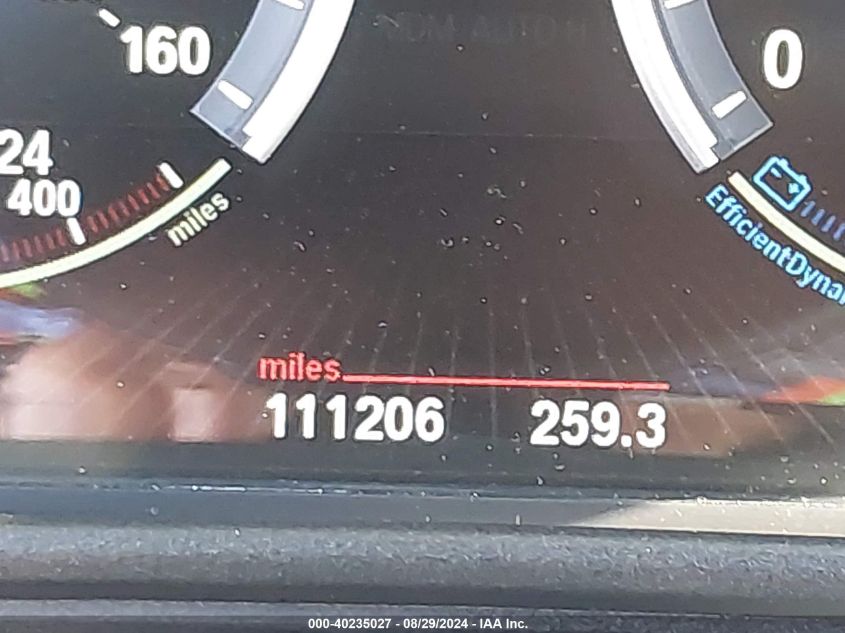 160
0
24
400
miles
EfficientDyna
miles
111206 259.3
000-40235027 - 08/29/2024 - IAA Inc.